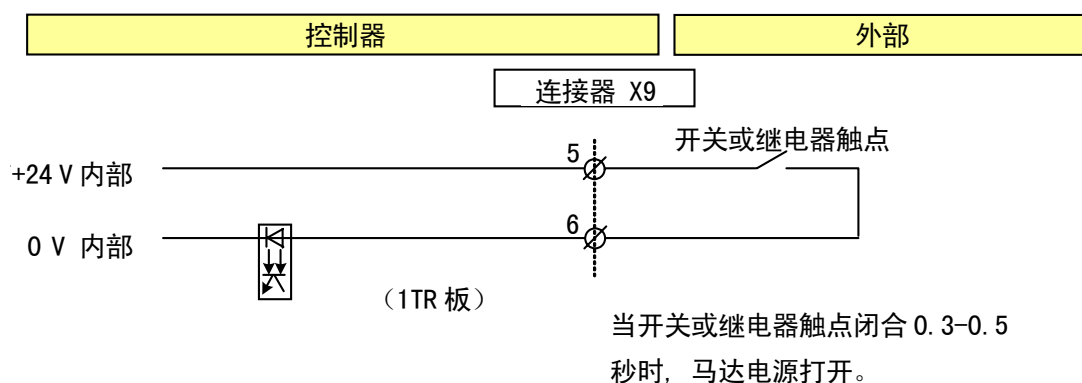 控制器
外部
连接器 X9
开关或继电器触点
5
+24 V 内部
6
0 V 内部
(1TR 板)
当开关或继电器触点闭合 0.3-0.5
秒时, 马达电源打开。